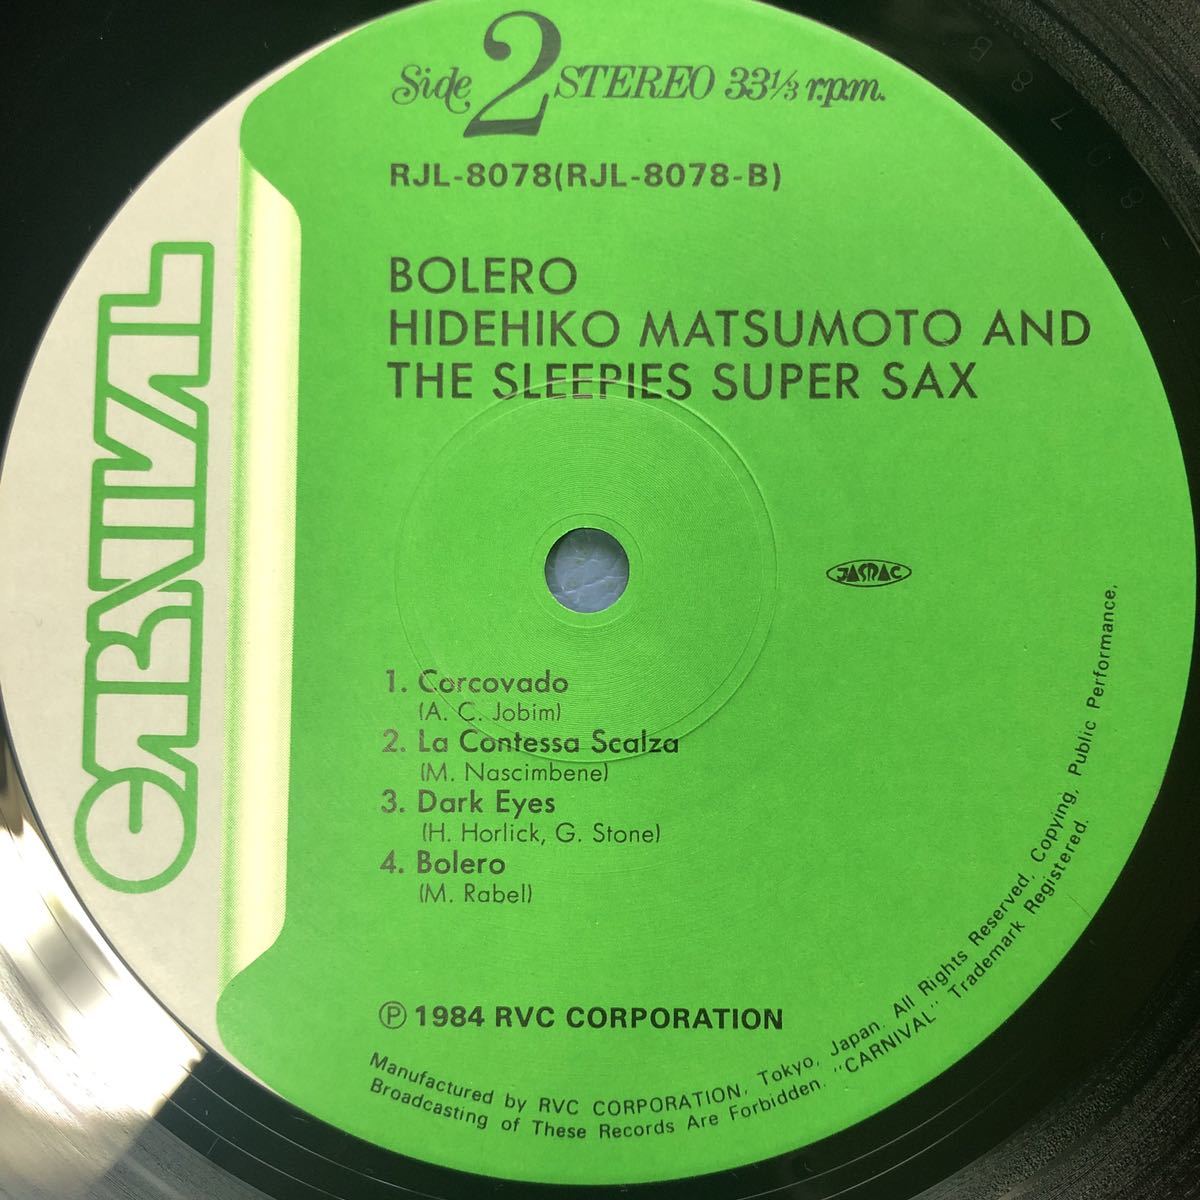 Side 2 STEREO 33 1/3 r.p.m.
RJL-8078(RJL-8078-B)
BOLERO
HIDEHIKO MATSUMOTO AND
THE SLEEPIES SUPER SAX
CARNIVAL
JASRAC
1. Corcovado
(A. C. Jobim)
2. La Contessa Scalza
(M. Nascimbene)
3. Dark Eyes
(H. Horlick, G. Stone)
4. Bolero
(M. Rabel)
℗ 1984 RVC CORPORATION
Manufactured by RVC CORPORATION, Tokyo, Japan. All Rights Reserved, Copying, Public Performance,
Broadcasting of These Records Are Forbidden. "CARNIVAL" Trademark Registered.